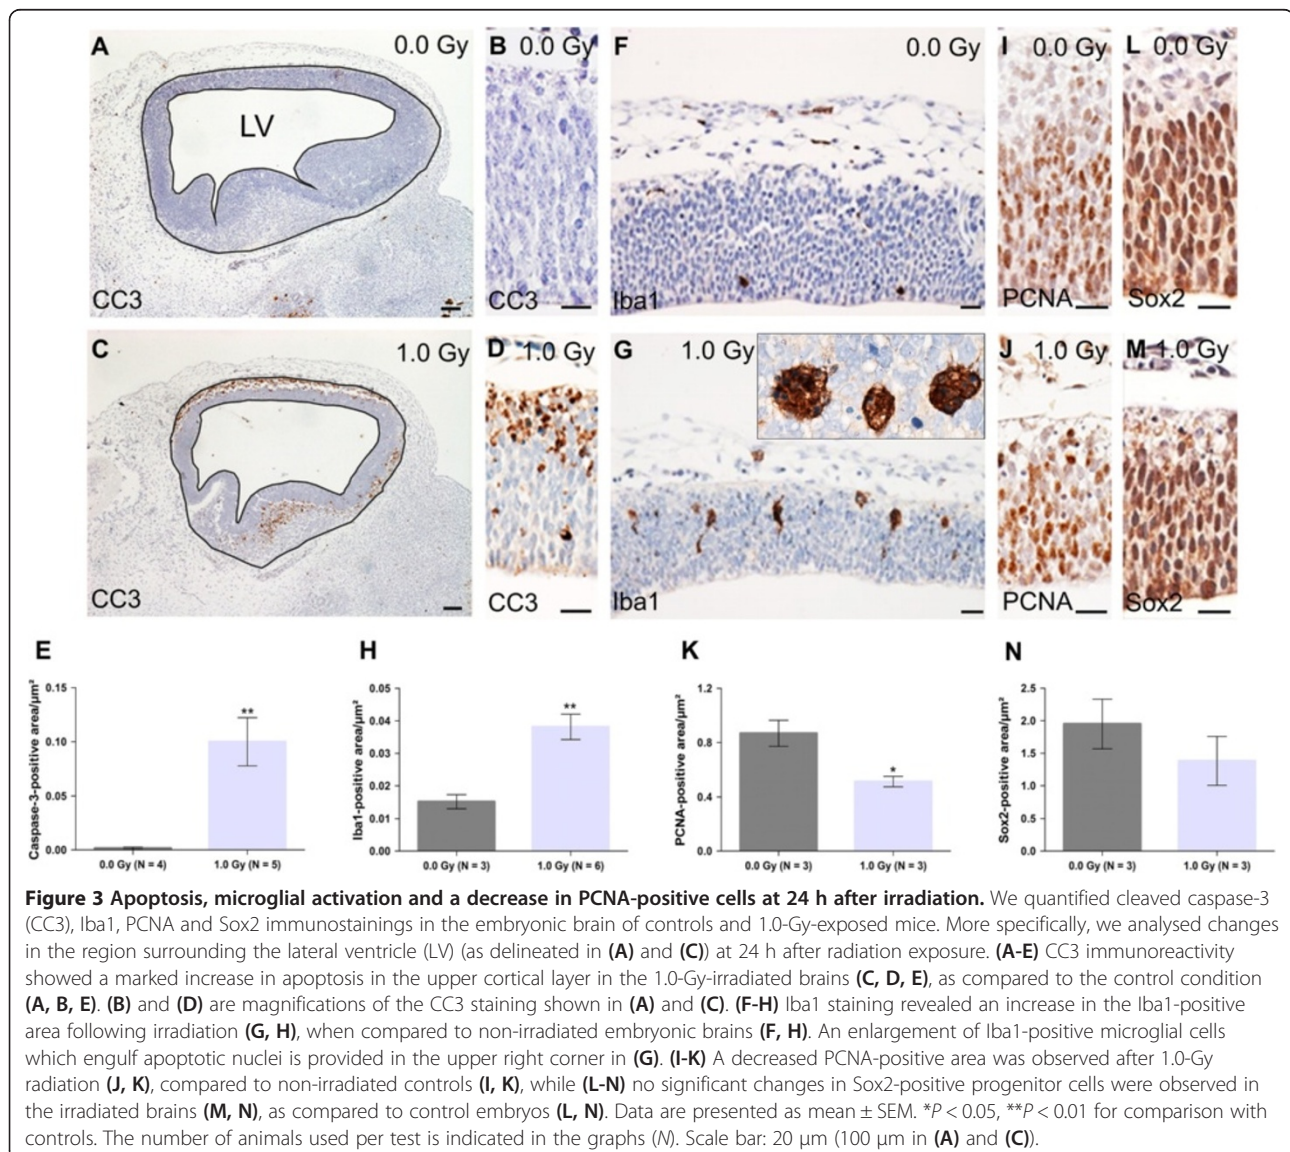 A 0.0 Gy B 0.0 Gy F 0.0 Gy I 0.0 Gy L 0.0 Gy
LV
CC3 CC3 Iba1 PCNA Sox2
C 1.0 Gy D 1.0 Gy G 1.0 Gy J 1.0 Gy M 1.0 Gy
CC3 CC3 Iba1 PCNA Sox2
E
Caspase-3-positive area/µm²
0.15
0.10
0.05
0.00
**
0.0 Gy (N = 4) 1.0 Gy (N = 5)
H
Iba1-positive area/µm²
0.05
0.04
0.03
0.02
0.01
0.00
**
0.0 Gy (N = 3) 1.0 Gy (N = 6)
K
PCNA-positive area/µm²
1.2
0.8
0.4
0.0
*
0.0 Gy (N = 3) 1.0 Gy (N = 3)
N
Sox2-positive area/µm²
2.5
2.0
1.5
1.0
0.5
0.0
0.0 Gy (N = 3) 1.0 Gy (N = 3)
Figure 3 Apoptosis, microglial activation and a decrease in PCNA-positive cells at 24 h after irradiation. We quantified cleaved caspase-3
(CC3), Iba1, PCNA and Sox2 immunostainings in the embryonic brain of controls and 1.0-Gy-exposed mice. More specifically, we analysed changes
in the region surrounding the lateral ventricle (LV) (as delineated in (A) and (C)) at 24 h after radiation exposure. (A-E) CC3 immunoreactivity
showed a marked increase in apoptosis in the upper cortical layer in the 1.0-Gy-irradiated brains (C, D, E), as compared to the control condition
(A, B, E). (B) and (D) are magnifications of the CC3 staining shown in (A) and (C). (F-H) Iba1 staining revealed an increase in the Iba1-positive
area following irradiation (G, H), when compared to non-irradiated embryonic brains (F, H). An enlargement of Iba1-positive microglial cells
which engulf apoptotic nuclei is provided in the upper right corner in (G). (I-K) A decreased PCNA-positive area was observed after 1.0-Gy
radiation (J, K), compared to non-irradiated controls (I, K), while (L-N) no significant changes in Sox2-positive progenitor cells were observed in
the irradiated brains (M, N), as compared to control embryos (L, N). Data are presented as mean ± SEM. *P < 0.05, **P < 0.01 for comparison with
controls. The number of animals used per test is indicated in the graphs (N). Scale bar: 20 µm (100 µm in (A) and (C)).